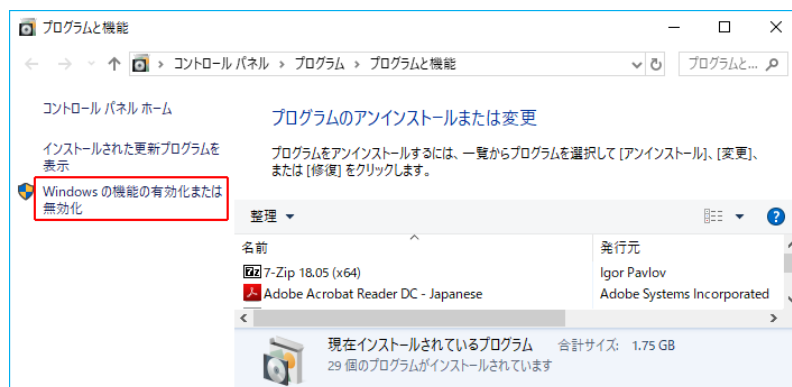 プログラムと機能
コントロール パネル › プログラム › プログラムと機能
プログラムと...
コントロール パネル ホーム
インストールされた更新プログラムを
表示
Windows の機能の有効化または
無効化
プログラムのアンインストールまたは変更
プログラムをアンインストールするには、一覧からプログラムを選択して [アンインストール]、[変更]、
または [修復] をクリックします。
整理
名前 発行元
7-Zip 18.05 (x64) Igor Pavlov
Adobe Acrobat Reader DC - Japanese Adobe Systems Incorporated
現在インストールされているプログラム 合計サイズ: 1.75 GB
29 個のプログラムがインストールされています